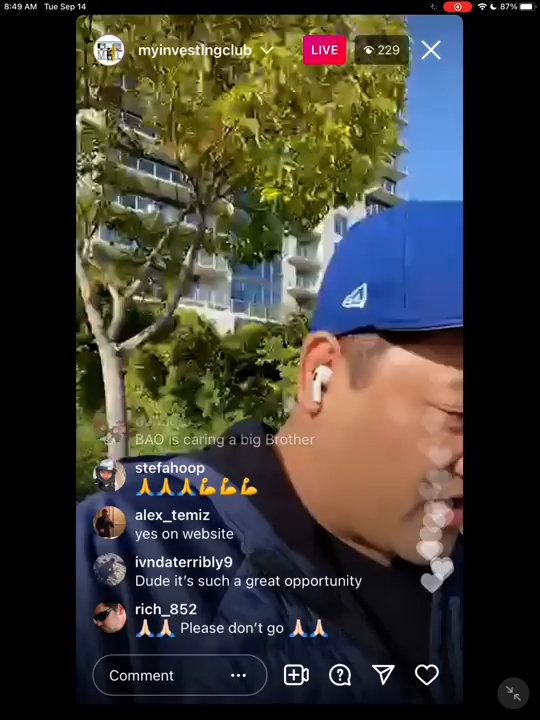 8:49 AM Tue Sep 14
87%
myinvestingclub
LIVE
229
BAO is caring a big Brother
stefahoop
🙏🙏🙏💪💪💪
alex_temiz
yes on website
ivndaterribly9
Dude it's such a great opportunity
rich_852
🙏🏻🙏🏻 Please don't go 🙏🏻🙏🏻
Comment